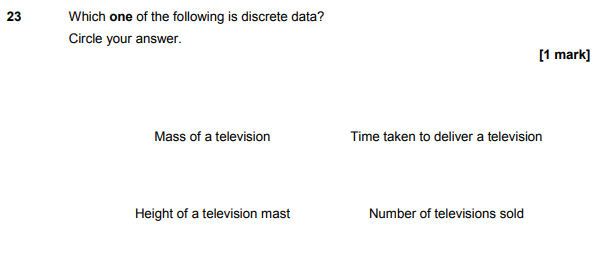 23 Which one of the following is discrete data?
Circle your answer.
[1 mark]
Mass of a television Time taken to deliver a television
Height of a television mast Number of televisions sold